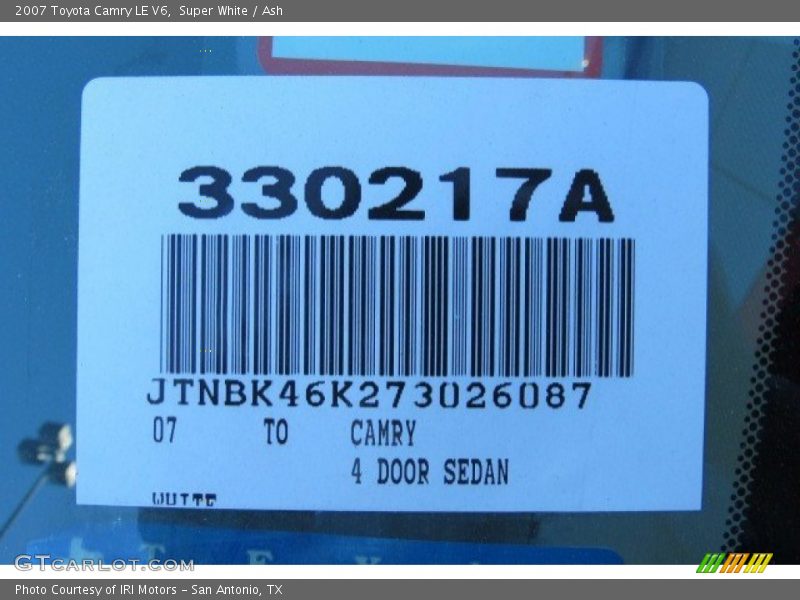 2007 Toyota Camry LE V6, Super White / Ash
330217A
JTNBK46K273026087
07 TO CAMRY
4 DOOR SEDAN
GTCARLOT.COM
Photo Courtesy of IRI Motors - San Antonio, TX